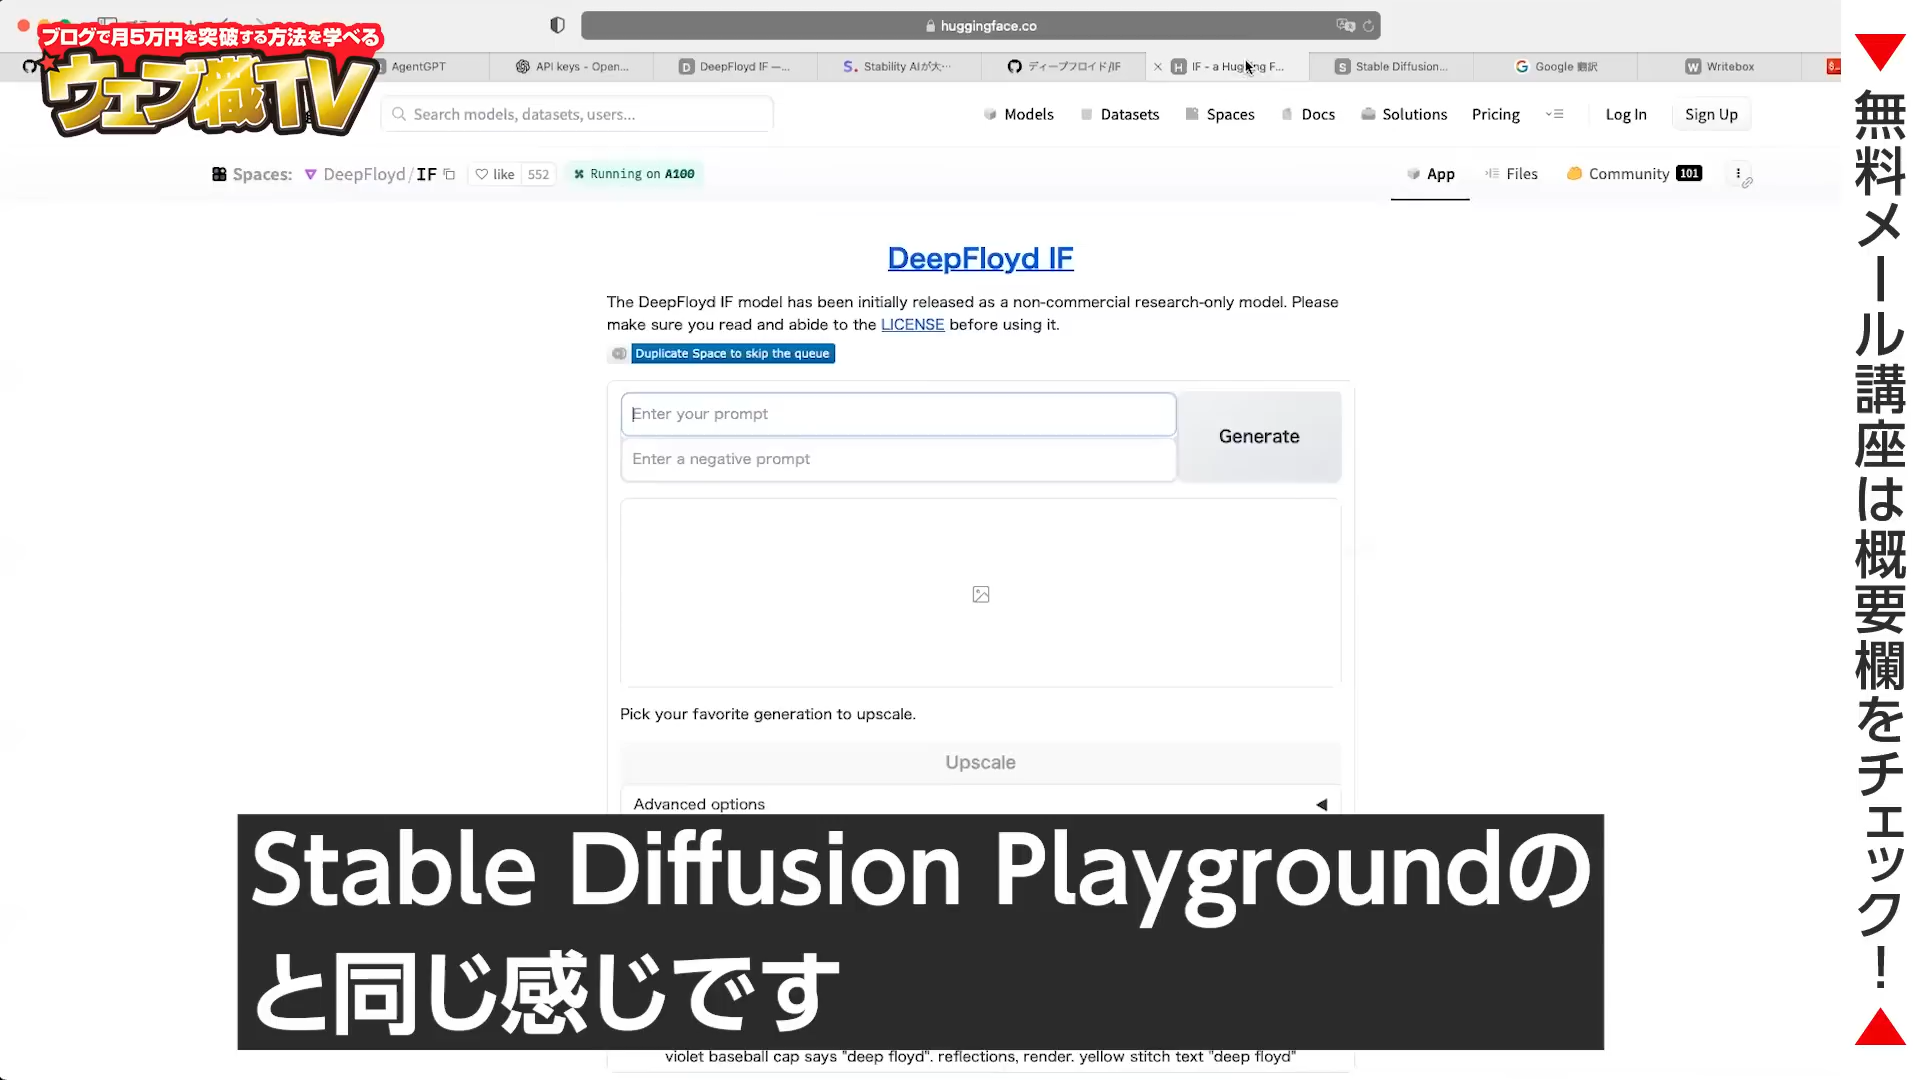 ブログで月5万円を突破する方法を学べる
ウェブ職TV
huggingface.co
AgentGPT
API keys - Open...
DeepFloyd IF —...
S. Stability AIが大…
ディープフロイド/IF
IF - a Hugging F...
Stable Diffusion...
Google 翻訳
Writebox
Search models, datasets, users...
Models
Datasets
Spaces
Docs
Solutions
Pricing
Log In
Sign Up
Spaces: DeepFloyd/IF
like 552
Running on A100
App
Files
Community 101
DeepFloyd IF
The DeepFloyd IF model has been initially released as a non-commercial research-only model. Please
make sure you read and abide to the LICENSE before using it.
Duplicate Space to skip the queue
Enter your prompt
Enter a negative prompt
Generate
Pick your favorite generation to upscale.
Upscale
Advanced options
Stable Diffusion Playgroundの
と同じ感じです
violet baseball cap says "deep floyd". reflections, render. yellow stitch text "deep floyd"
無料メール講座は概要欄をチェック!